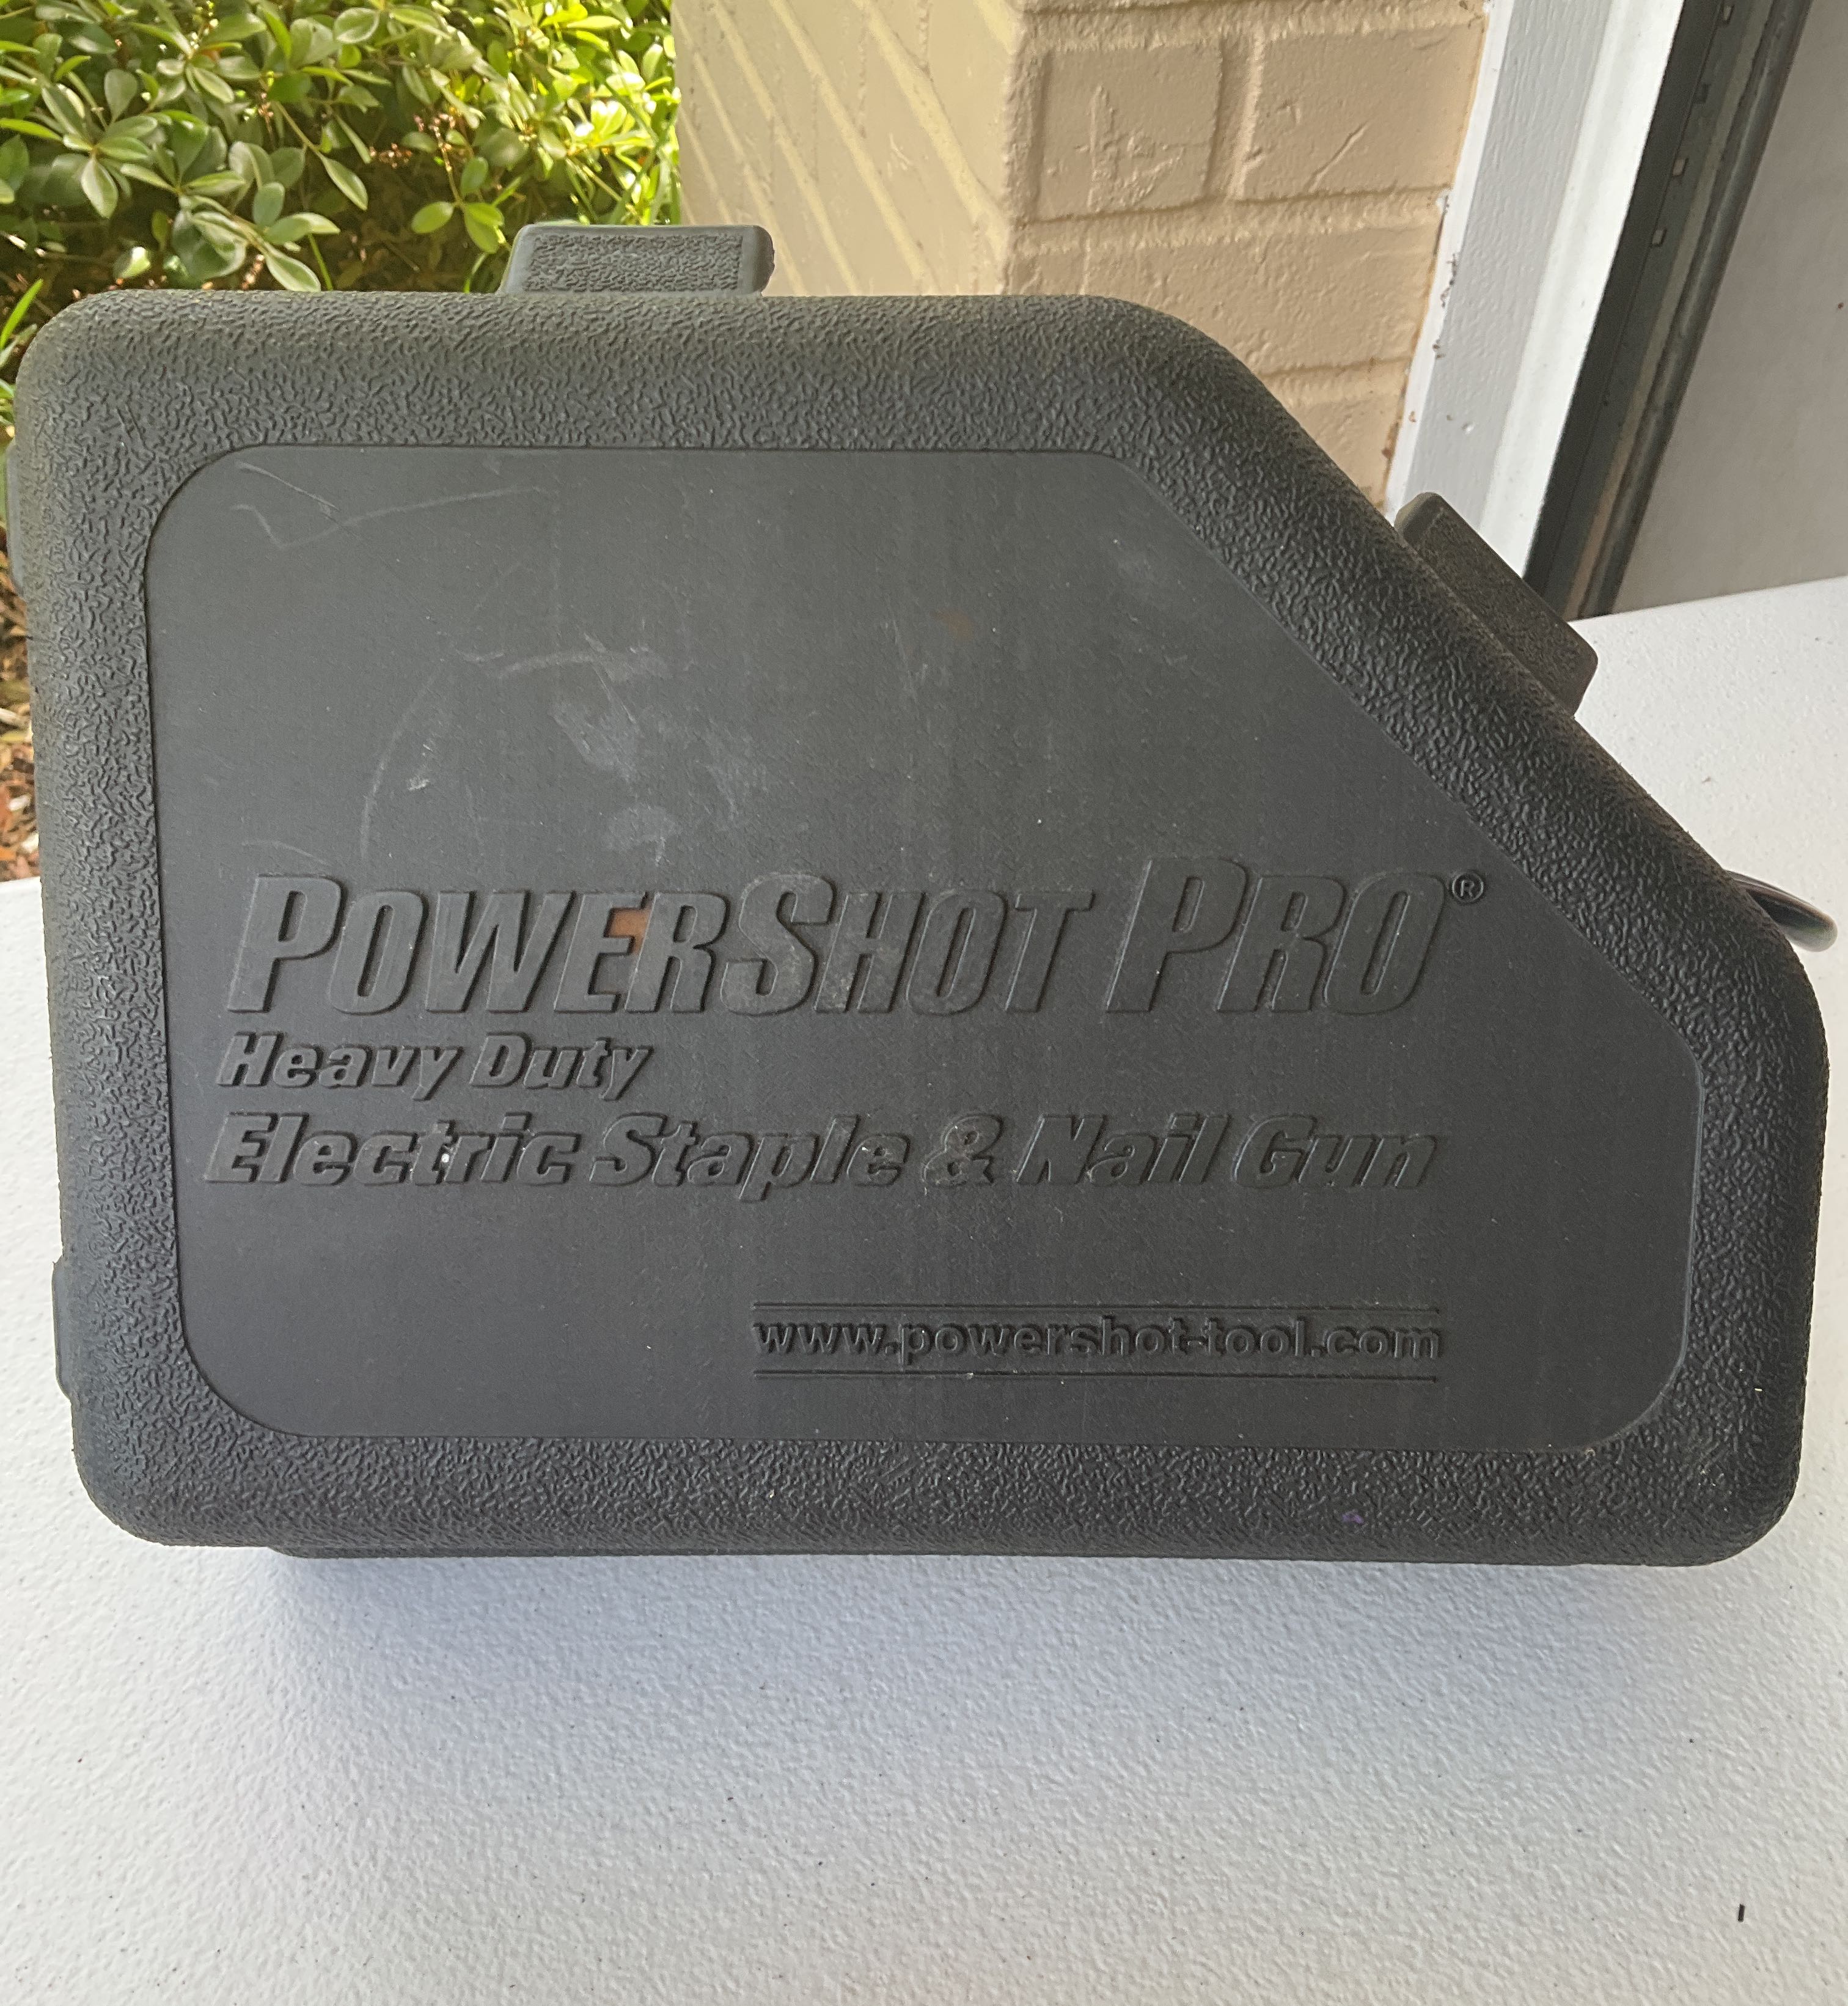 POWERSHOT PRO®
Heavy Duty
Electric Staple & Nail Gun
www.powershot-tool.com